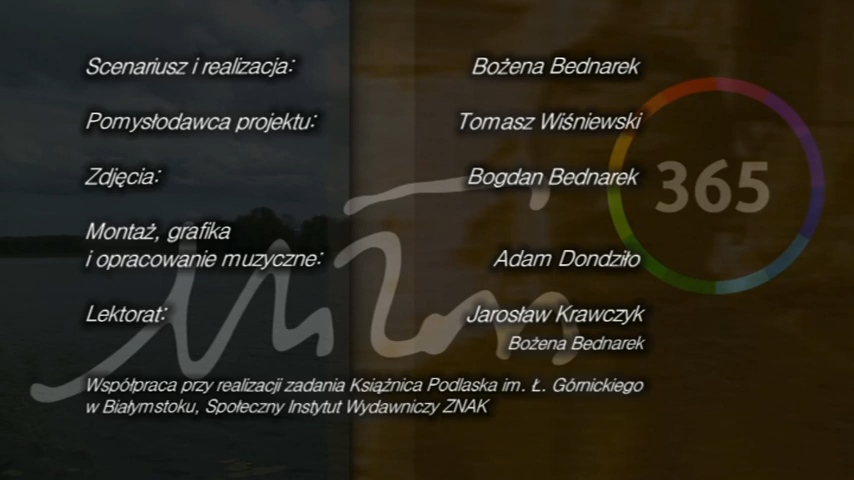 Scenariusz i realizacja: Bożena Bednarek
Pomysłodawca projektu: Tomasz Wiśniewski
Zdjęcia: Bogdan Bednarek
Montaż, grafika
i opracowanie muzyczne: Adam Dondziło
Lektorat: Jarosław Krawczyk
Bożena Bednarek
Współpraca przy realizacji zadania Książnica Podlaska im. Ł. Górnickiego
w Białymstoku, Społeczny Instytut Wydawniczy ZNAK
365